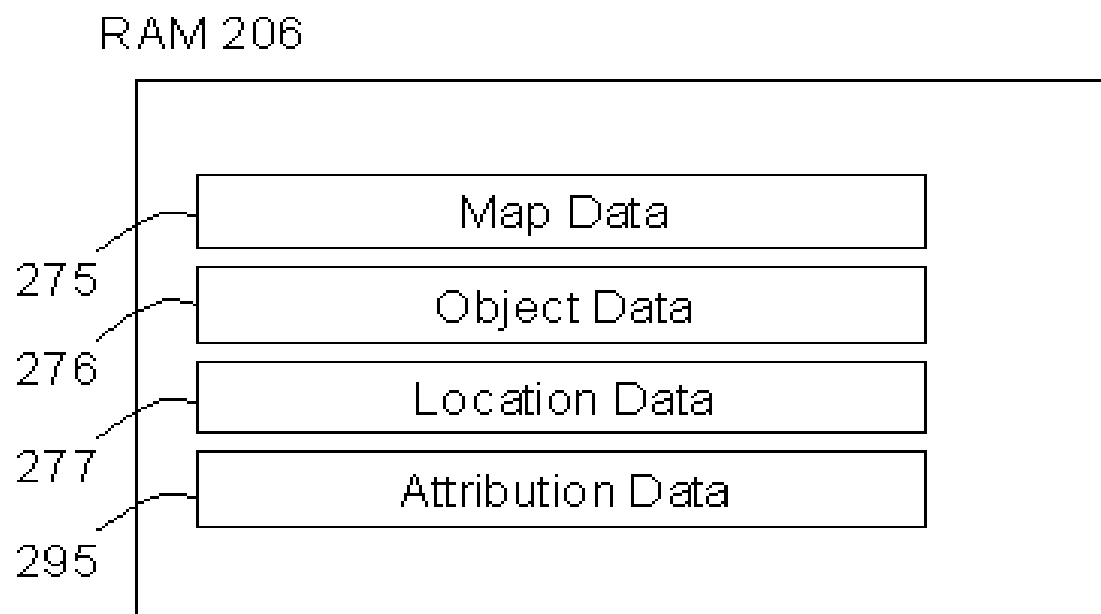 RAM 206
Map Data
275
Object Data
276
Location Data
277
Attribution Data
295